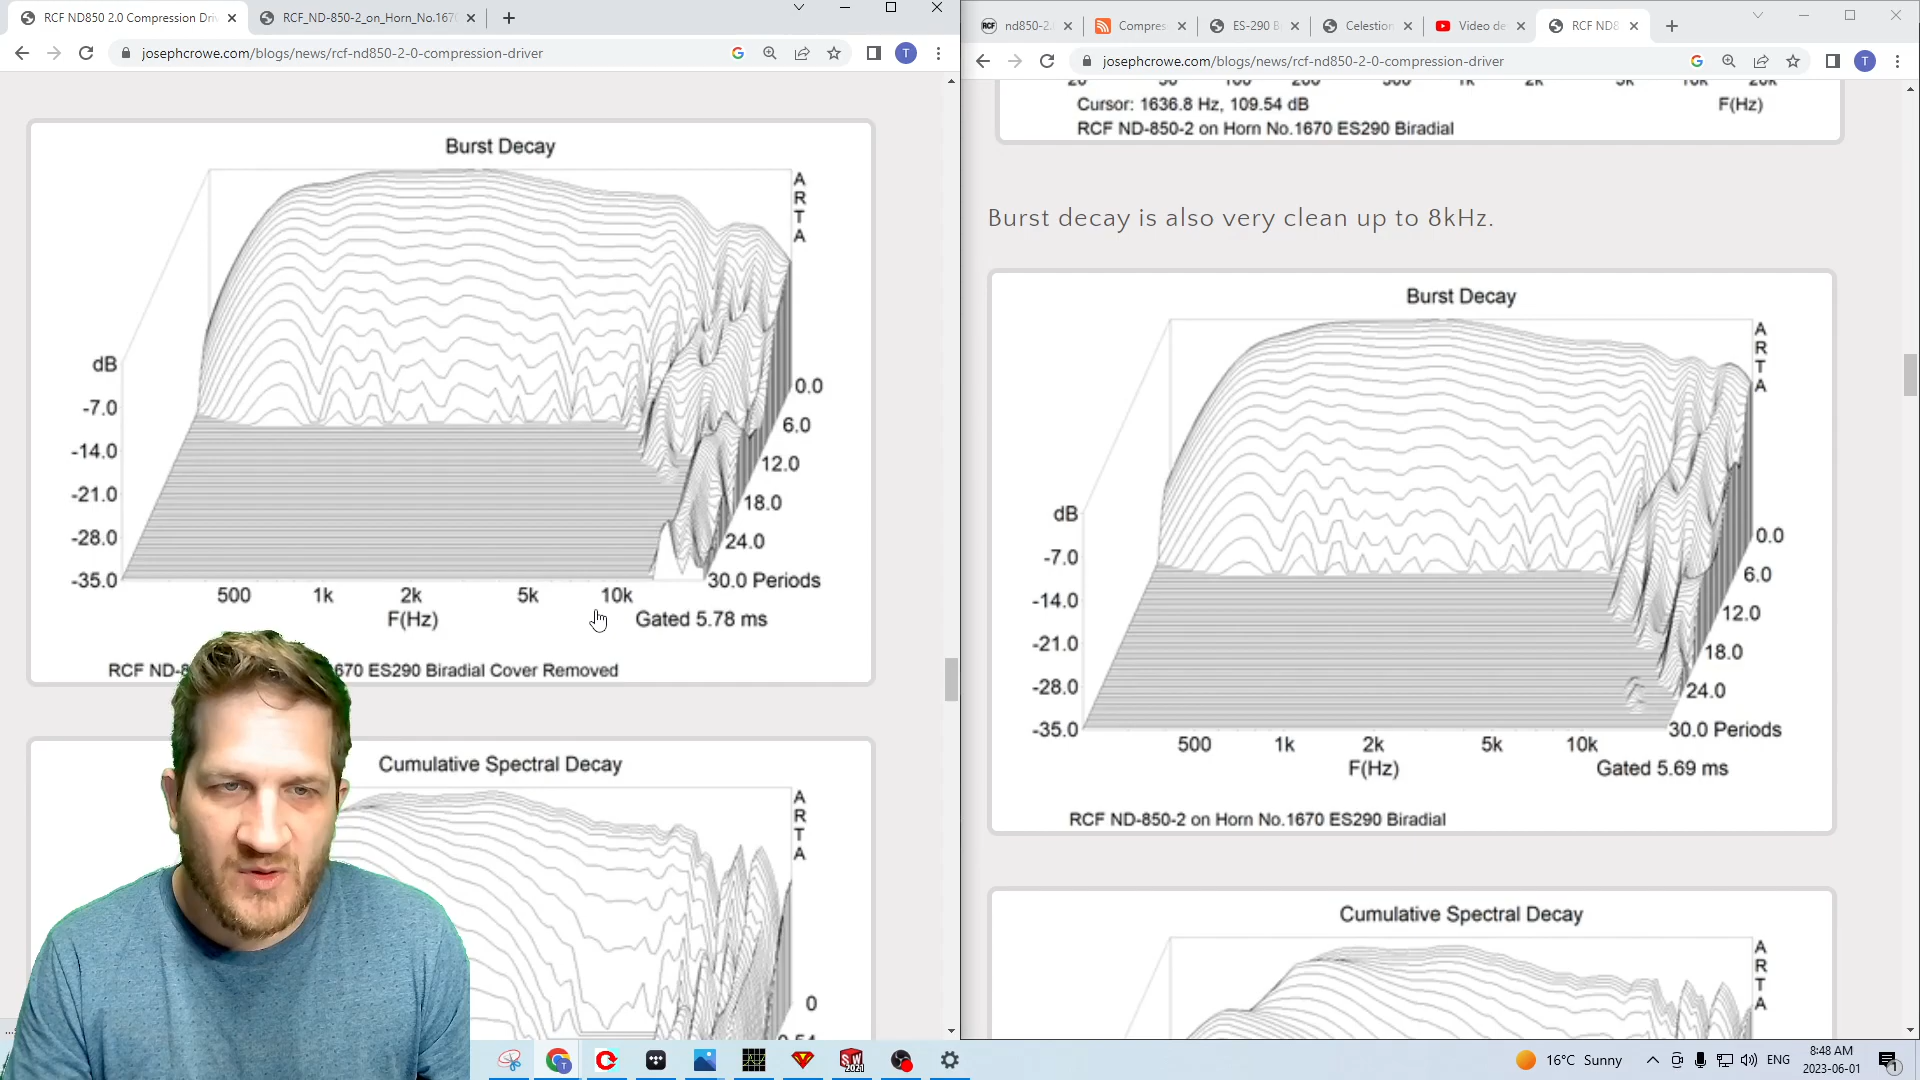 RCF ND850 2.0 Compression Dri
RCF_ND-850-2_on_Horn_No.167
josephcrowe.com/blogs/news/rcf-nd850-2-0-compression-driver
T
Burst Decay
A
R
T
A
dB
-7.0
-14.0
-21.0
-28.0
-35.0
0.0
6.0
12.0
18.0
24.0
30.0 Periods
500 1k 2k 5k 10k
F(Hz)
Gated 5.78 ms
RCF ND-8 670 ES290 Biradial Cover Removed
Cumulative Spectral Decay
A
R
T
A
0
nd850-2.
Compres
ES-290 B
Celestion
Video de
RCF ND8
josephcrowe.com/blogs/news/rcf-nd850-2-0-compression-driver
T
Cursor: 1636.8 Hz, 109.54 dB
F(Hz)
RCF ND-850-2 on Horn No.1670 ES290 Biradial
Burst decay is also very clean up to 8kHz.
Burst Decay
A
R
T
A
dB
-7.0
-14.0
-21.0
-28.0
-35.0
0.0
6.0
12.0
18.0
24.0
30.0 Periods
500 1k 2k 5k 10k
F(Hz)
Gated 5.69 ms
RCF ND-850-2 on Horn No.1670 ES290 Biradial
Cumulative Spectral Decay
A
R
T
A
16°C Sunny
ENG
8:48 AM
2023-06-01